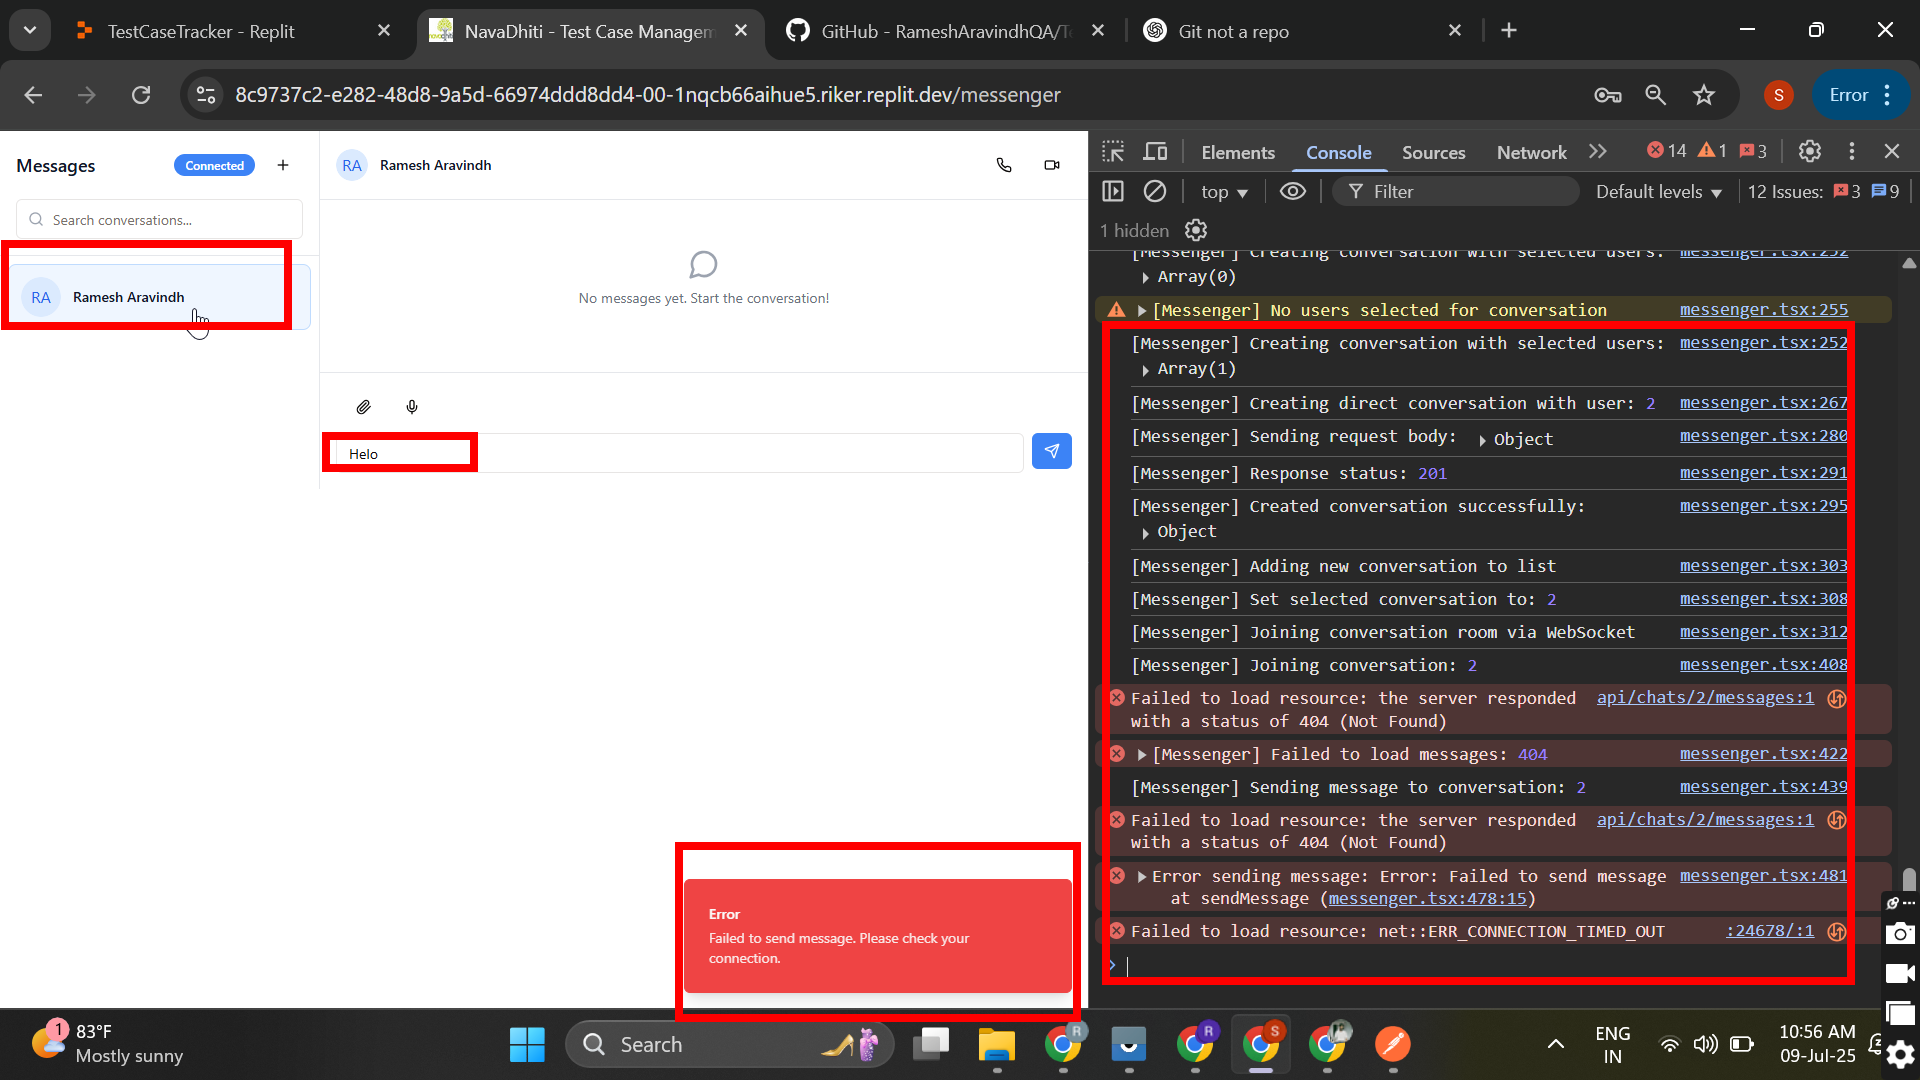 TestCaseTracker - Replit
NavaDhiti - Test Case Managem
GitHub - RameshAravindhQA/Te
Git not a repo
8c9737c2-e282-48d8-9a5d-66974ddd8dd4-00-1nqcb66aihue5.riker.replit.dev/messenger
S
Error
Messages
Connected
Search conversations...
RA
Ramesh Aravindh
RA
Ramesh Aravindh
No messages yet. Start the conversation!
Helo
Error
Failed to send message. Please check your
connection.
Elements
Console
Sources
Network
14
1
3
top
Filter
Default levels
12 Issues:
3
9
1 hidden
[Messenger] Creating conversation with selected users: messenger.tsx:252
Array(0)
[Messenger] No users selected for conversation messenger.tsx:255
[Messenger] Creating conversation with selected users: messenger.tsx:252
Array(1)
[Messenger] Creating direct conversation with user: 2 messenger.tsx:267
[Messenger] Sending request body: Object messenger.tsx:280
[Messenger] Response status: 201 messenger.tsx:291
[Messenger] Created conversation successfully: messenger.tsx:295
Object
[Messenger] Adding new conversation to list messenger.tsx:303
[Messenger] Set selected conversation to: 2 messenger.tsx:308
[Messenger] Joining conversation room via WebSocket messenger.tsx:312
[Messenger] Joining conversation: 2 messenger.tsx:408
Failed to load resource: the server responded api/chats/2/messages:1
with a status of 404 (Not Found)
[Messenger] Failed to load messages: 404 messenger.tsx:422
[Messenger] Sending message to conversation: 2 messenger.tsx:439
Failed to load resource: the server responded api/chats/2/messages:1
with a status of 404 (Not Found)
Error sending message: Error: Failed to send message messenger.tsx:481
at sendMessage (messenger.tsx:478:15)
Failed to load resource: net::ERR_CONNECTION_TIMED_OUT :24678/:1
1
83°F
Mostly sunny
Search
R
R
S
ENG
IN
10:56 AM
09-Jul-25